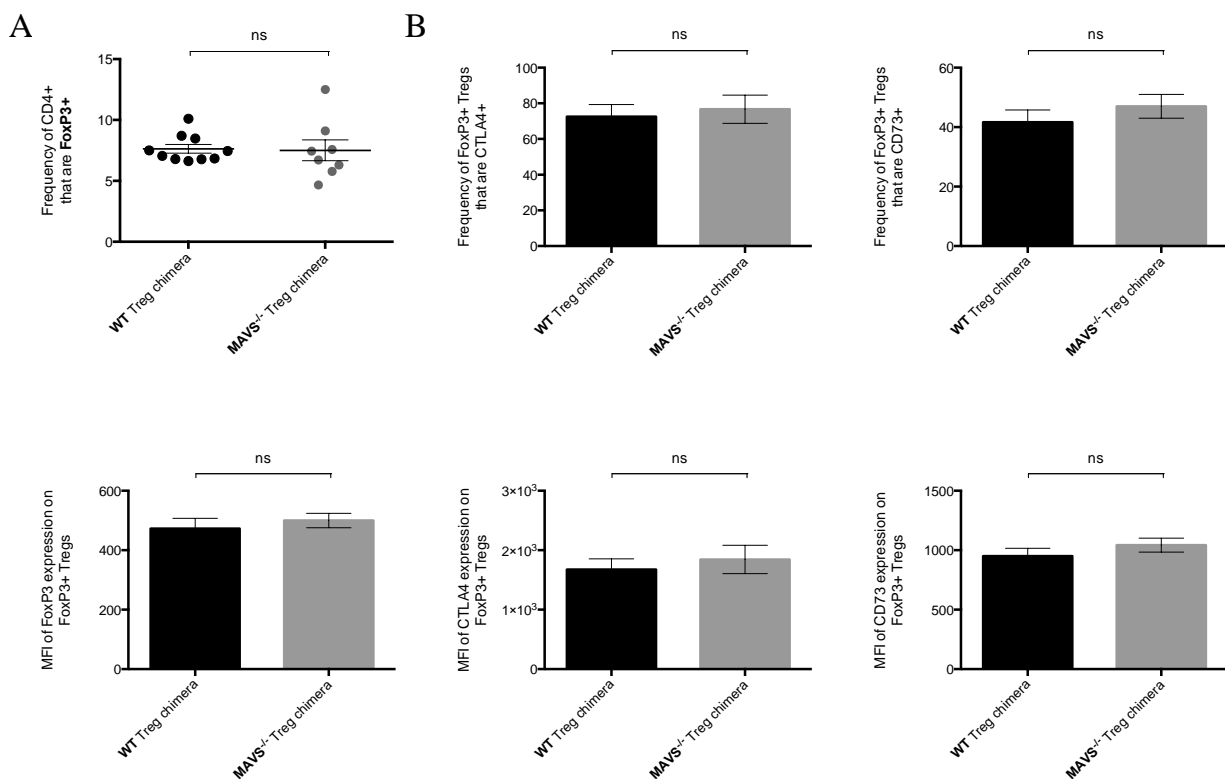 A
ns
15
10
5
0
Frequency of CD4+
that are FoxP3+
WT Treg chimera
MAVS-/- Treg chimera
B
ns
100
80
60
40
20
0
Frequency of FoxP3+ Tregs
that are CTLA4+
WT Treg chimera
MAVS-/- Treg chimera
ns
60
40
20
0
Frequency of FoxP3+ Tregs
that are CD73+
WT Treg chimera
MAVS-/- Treg chimera
ns
600
400
200
0
MFI of FoxP3 expression on
FoxP3+ Tregs
WT Treg chimera
MAVS-/- Treg chimera
ns
3×10³
2×10³
1×10³
0
MFI of CTLA4 expression on
FoxP3+ Tregs
WT Treg chimera
MAVS-/- Treg chimera
ns
1500
1000
500
0
MFI of CD73 expression on
FoxP3+ Tregs
WT Treg chimera
MAVS-/- Treg chimera